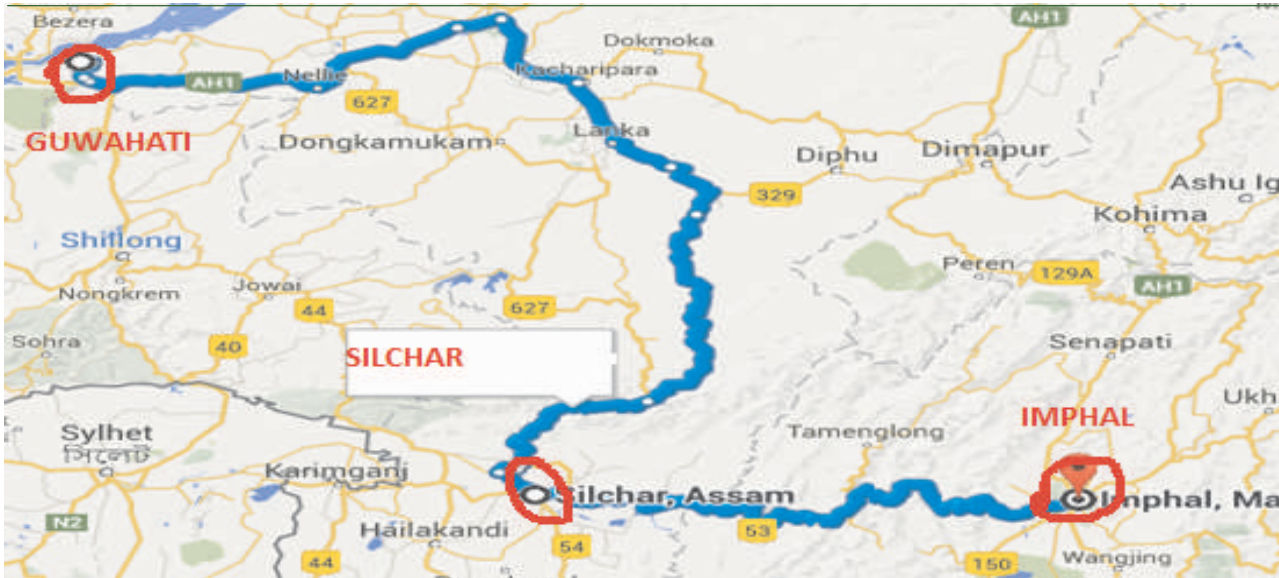 Bezera
AH1
Dokmoka
Nellie
Kacharipara
AH1
627
GUWAHATI
Dongkamukam
Lanka
Diphu
Dimapur
329
Ashu Ig
Kohima
Shillong
Peren
129A
AH1
Nongkrem
Jowai
44
627
Sohra
40
SILCHAR
Senapati
Ukh
IMPHAL
Sylhet
সিলেট
Tamenglong
Karimganj
Silchar, Assam
Imphal, Ma
N2
Hailakandi
53
54
44
150
Wangjing